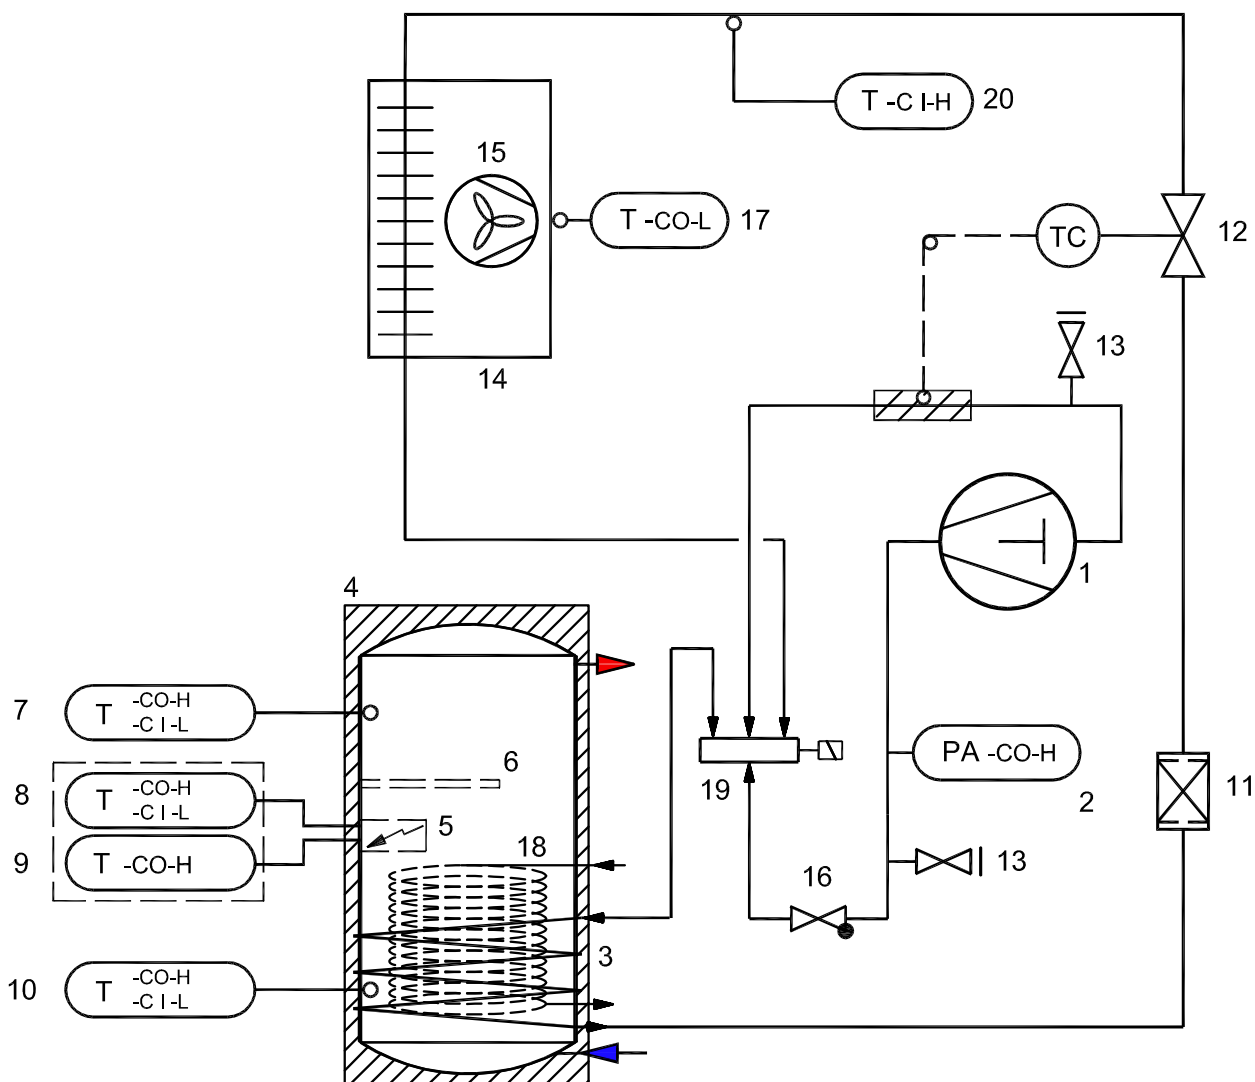 T -C I-H 20
15
T -CO-L 17
TC 12
13
14
1
4
7 T -CO-H
-C I -L
PA -CO-H
6
8 T -CO-H
-C I -L
19
2
11
5
9 T -CO-H
18
16
13
3
10 T -CO-H
-C I -L